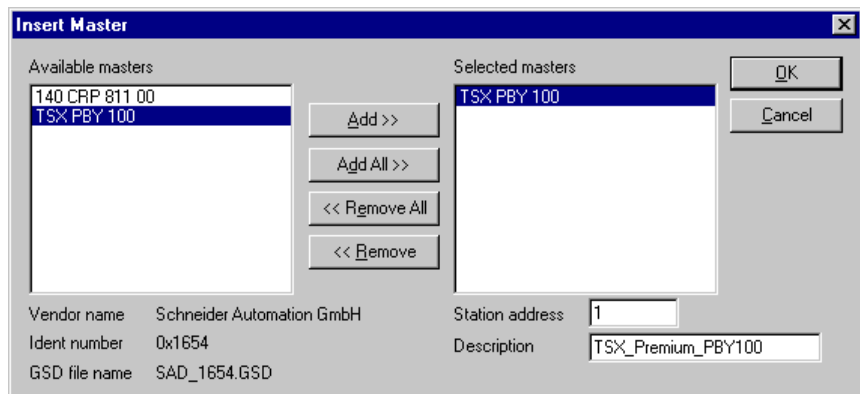 Insert Master
Available masters
140 CRP 811 00
TSX PBY 100
Add >>
Add All >>
<< Remove All
<< Remove
Selected masters
TSX PBY 100
OK
Cancel
Vendor name Schneider Automation GmbH
Ident number 0x1654
GSD file name SAD_1654.GSD
Station address 1
Description TSX_Premium_PBY100